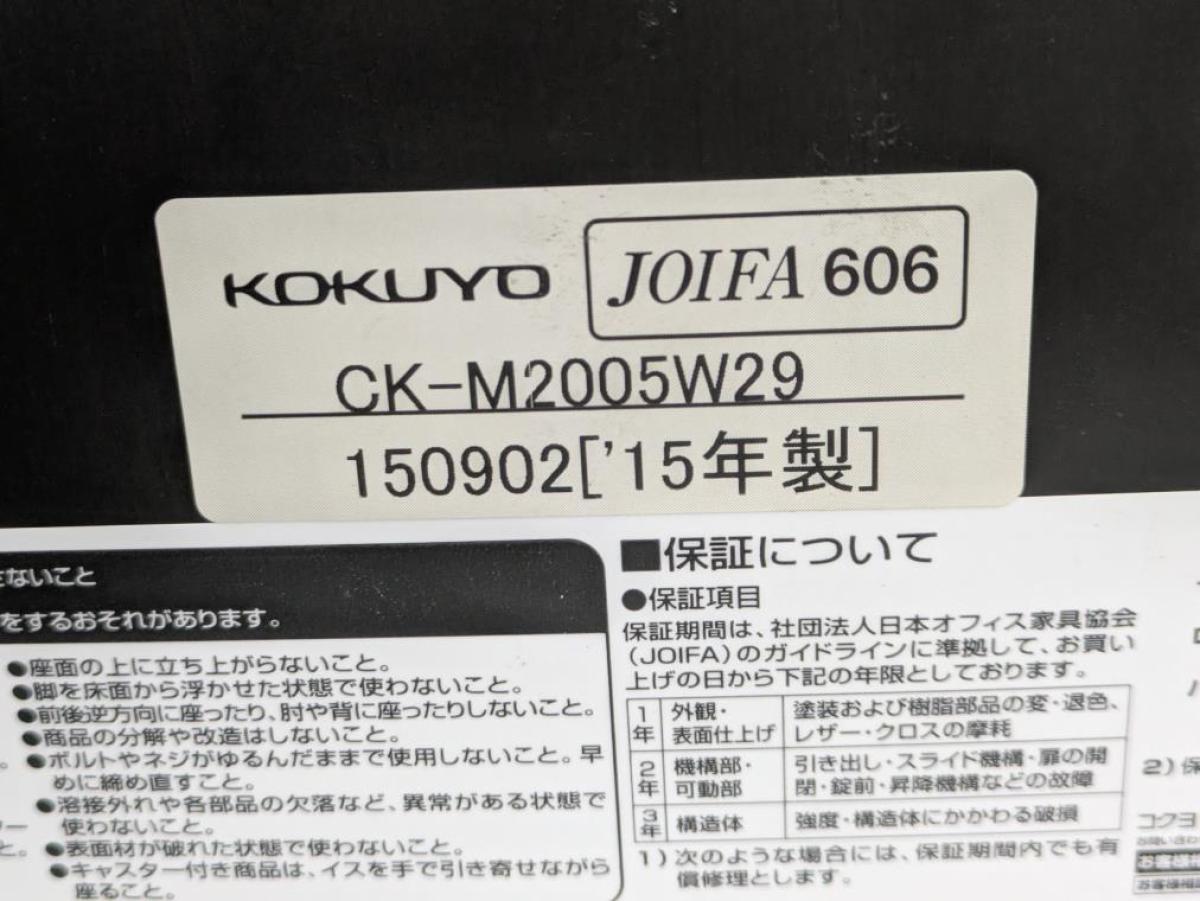 KOKUYO JOIFA 606
CK-M2005W29
150902['15年製]
ないこと
をするおそれがあります。
●座面の上に立ち上がらないこと。
●脚を床面から浮かせた状態で使わないこと。
●前後逆方向に座ったり、肘や背に座ったりしないこと。
●商品の分解や改造はしないこと。
●ボルトやネジがゆるんだままで使用しないこと。早
めに締め直すこと。
●溶接外れや各部品の欠落など、異常がある状態で
使わないこと。
●表面材が破れた状態で使わないこと。
●キャスター付き商品は、イスを手で引き寄せながら
座ること。
■保証について
●保証項目
保証期間は、社団法人日本オフィス家具協会
(JOIFA)のガイドラインに準拠して、お買い
上げの日から下記の年限としております。
1年 外観・表面仕上げ 塗装および樹脂部品の変・退色、
レザー・クロスの摩耗
2年 機構部・可動部 引き出し・スライド機構・扉の開
閉・錠前・昇降機構などの故障
3年 構造体 強度・構造体にかかわる破損
1)次のような場合には、保証期間内でも有
償修理とします。
2)保
コクヨ